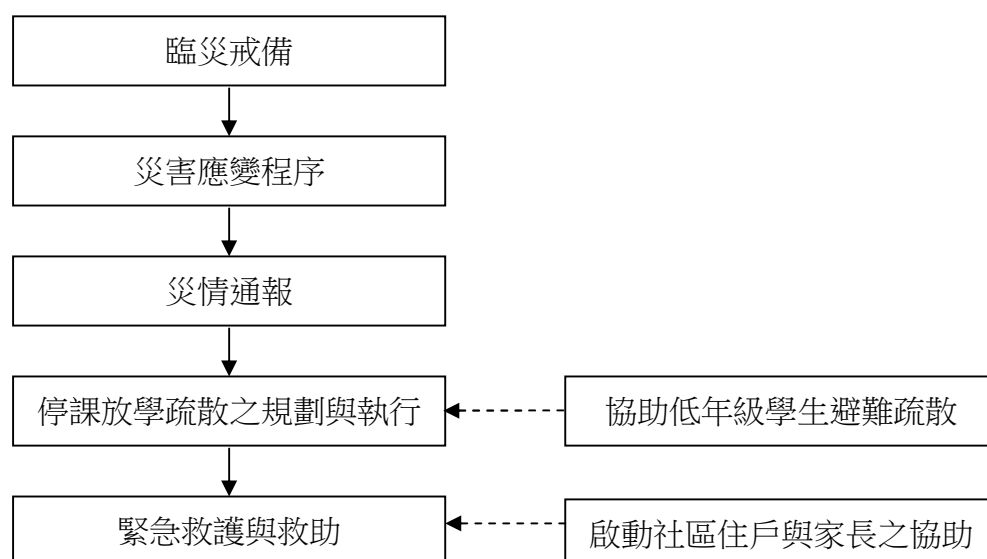 臨災戒備
災害應變程序
災情通報
停課放學疏散之規劃與執行
協助低年級學生避難疏散
緊急救護與救助
啟動社區住戶與家長之協助